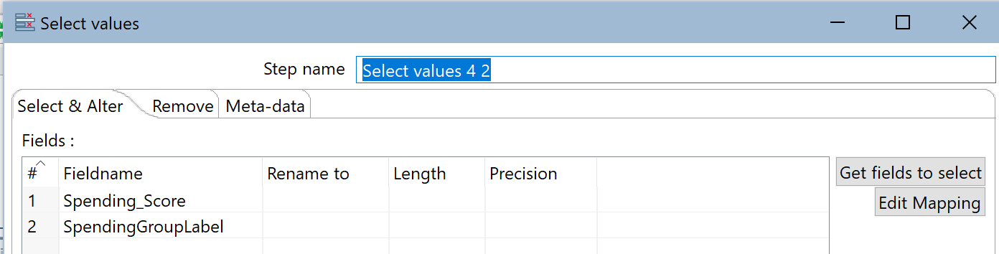 Select values
Step name Select values 4 2
Select & Alter Remove Meta-data
Fields :
# Fieldname Rename to Length Precision
Get fields to select
1 Spending_Score
Edit Mapping
2 SpendingGroupLabel